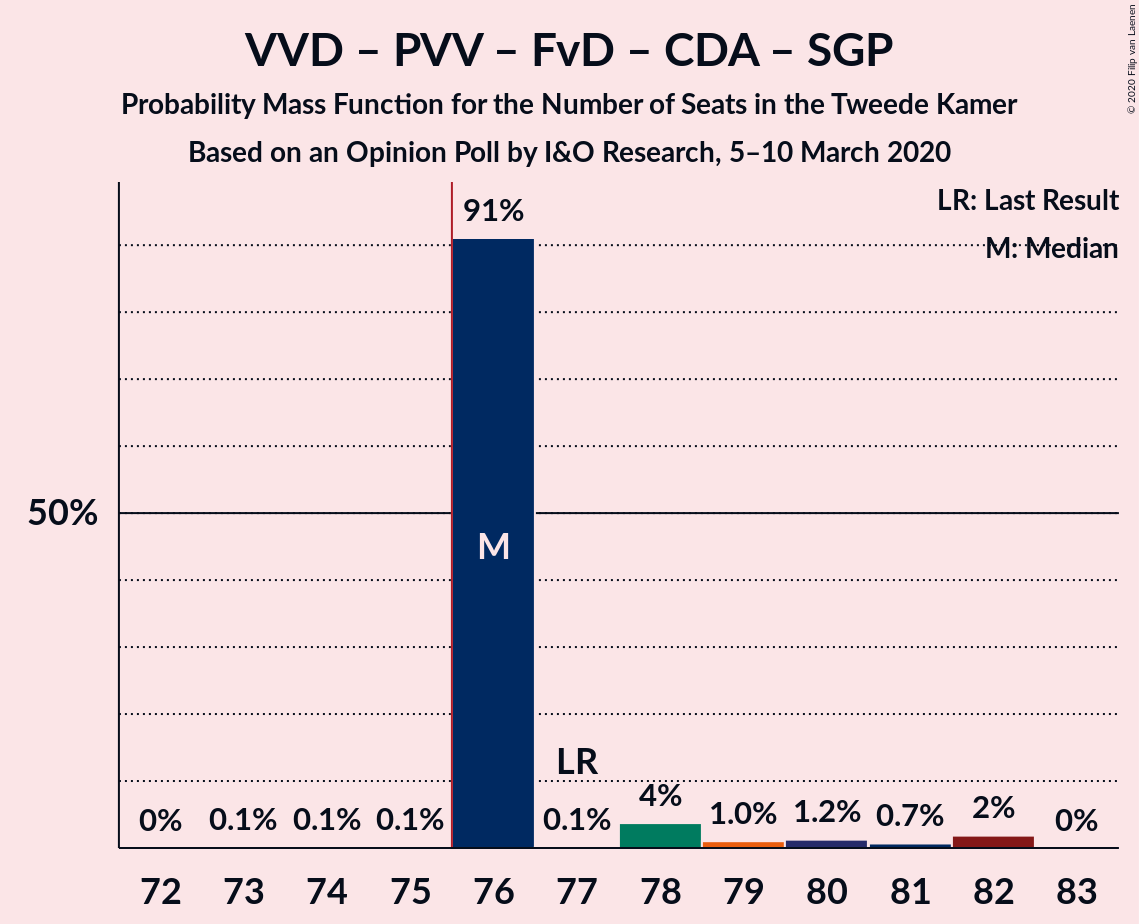 VVD – PVV – FvD – CDA – SGP
Probability Mass Function for the Number of Seats in the Tweede Kamer
Based on an Opinion Poll by I&O Research, 5–10 March 2020
© 2020 Filip van Laenen
LR: Last Result
M: Median
91%
50%
M
LR
0%
0.1%
0.1%
0.1%
0.1%
4%
1.0%
1.2%
0.7%
2%
0%
72 73 74 75 76 77 78 79 80 81 82 83